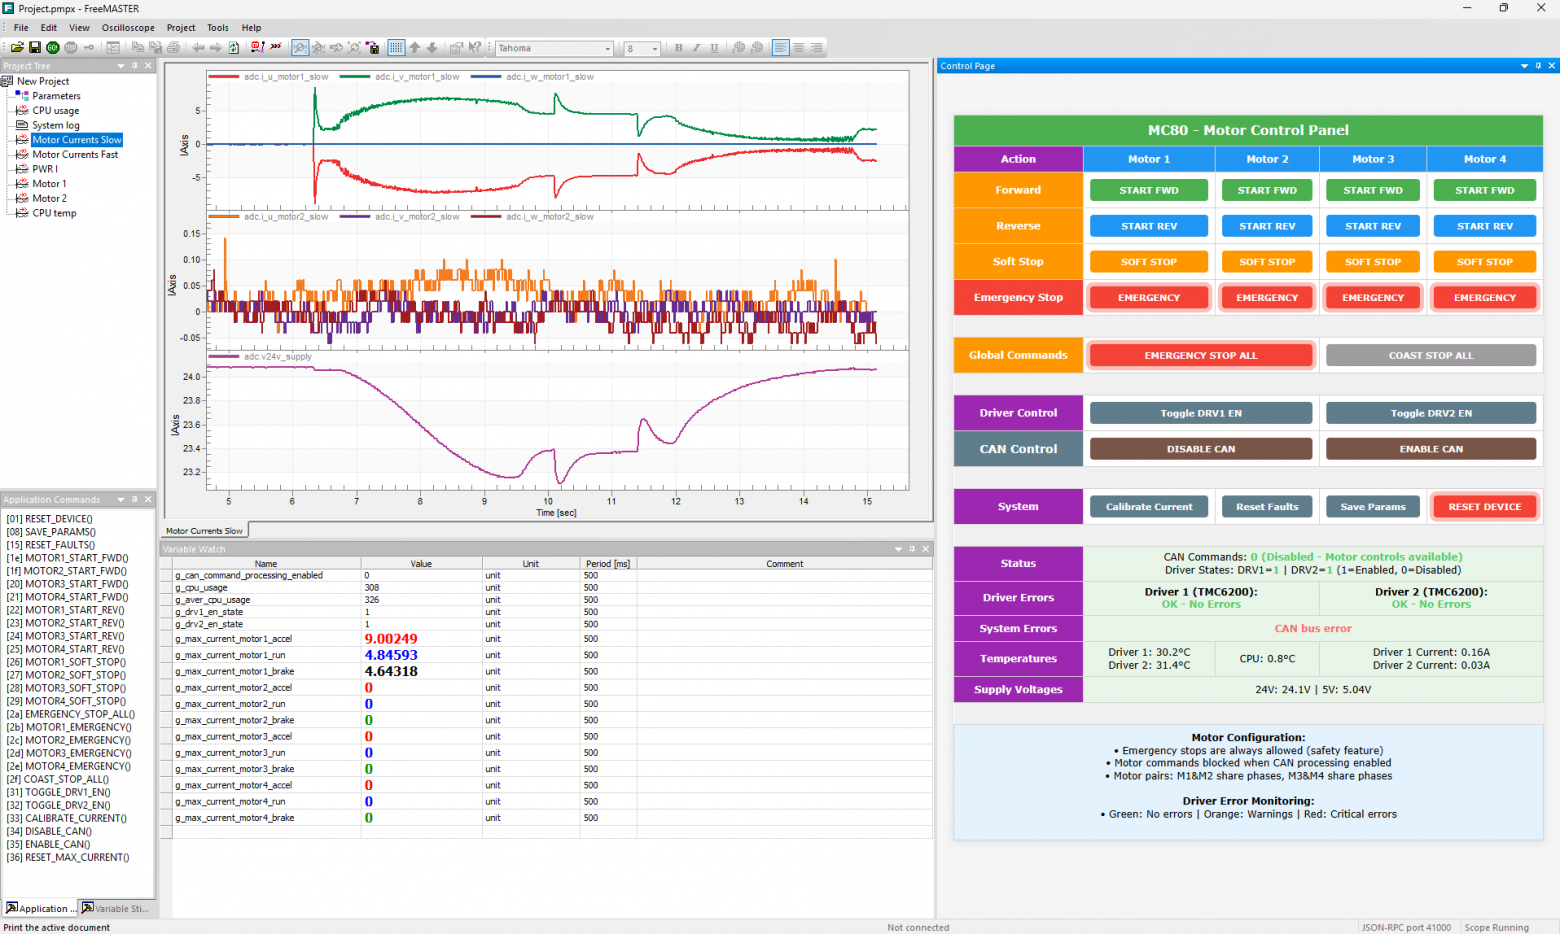 Project.pmpx - FreeMASTER
File Edit View Oscilloscope Project Tools Help
Tahoma 8 B I U
Project Tree
New Project
Parameters
CPU usage
System log
Motor Currents Slow
Motor Currents Fast
PWR I
Motor 1
Motor 2
CPU temp
Application Commands
[01] RESET_DEVICE()
[08] SAVE_PARAMS()
[15] RESET_FAULTS()
[1e] MOTOR1_START_FWD()
[1f] MOTOR2_START_FWD()
[20] MOTOR3_START_FWD()
[21] MOTOR4_START_FWD()
[22] MOTOR1_START_REV()
[23] MOTOR2_START_REV()
[24] MOTOR3_START_REV()
[25] MOTOR4_START_REV()
[26] MOTOR1_SOFT_STOP()
[27] MOTOR2_SOFT_STOP()
[28] MOTOR3_SOFT_STOP()
[29] MOTOR4_SOFT_STOP()
[2a] EMERGENCY_STOP_ALL()
[2b] MOTOR1_EMERGENCY()
[2c] MOTOR2_EMERGENCY()
[2d] MOTOR3_EMERGENCY()
[2e] MOTOR4_EMERGENCY()
[2f] COAST_STOP_ALL()
[31] TOGGLE_DRV1_EN()
[32] TOGGLE_DRV2_EN()
[33] CALIBRATE_CURRENT()
[34] DISABLE_CAN()
[35] ENABLE_CAN()
[36] RESET_MAX_CURRENT()
Application ... Variable Sti...
adc.i_u_motor1_slow adc.i_v_motor1_slow adc.i_w_motor1_slow
5
0
-5
IAxis
adc.i_u_motor2_slow adc.i_v_motor2_slow adc.i_w_motor2_slow
0.15
0.10
0.05
0
-0.05
IAxis
adc.v24v_supply
24.0
23.8
23.6
23.4
23.2
IAxis
5 6 7 8 9 10 11 12 13 14 15
Time [sec]
Motor Currents Slow
Variable Watch
Name Value Unit Period [ms] Comment
g_can_command_processing_enabled 0 unit 500
g_cpu_usage 308 unit 500
g_aver_cpu_usage 326 unit 500
g_drv1_en_state 1 unit 500
g_drv2_en_state 1 unit 500
g_max_current_motor1_accel 9.00249 unit 500
g_max_current_motor1_run 4.84593 unit 500
g_max_current_motor1_brake 4.64318 unit 500
g_max_current_motor2_accel 0 unit 500
g_max_current_motor2_run 0 unit 500
g_max_current_motor2_brake 0 unit 500
g_max_current_motor3_accel 0 unit 500
g_max_current_motor3_run 0 unit 500
g_max_current_motor3_brake 0 unit 500
g_max_current_motor4_accel 0 unit 500
g_max_current_motor4_run 0 unit 500
g_max_current_motor4_brake 0 unit 500
Control Page
MC80 - Motor Control Panel
Action Motor 1 Motor 2 Motor 3 Motor 4
Forward START FWD START FWD START FWD START FWD
Reverse START REV START REV START REV START REV
Soft Stop SOFT STOP SOFT STOP SOFT STOP SOFT STOP
Emergency Stop EMERGENCY EMERGENCY EMERGENCY EMERGENCY
Global Commands EMERGENCY STOP ALL COAST STOP ALL
Driver Control Toggle DRV1 EN Toggle DRV2 EN
CAN Control DISABLE CAN ENABLE CAN
System Calibrate Current Reset Faults Save Params RESET DEVICE
Status
CAN Commands: 0 (Disabled - Motor controls available)
Driver States: DRV1=1 | DRV2=1 (1=Enabled, 0=Disabled)
Driver Errors
Driver 1 (TMC6200): Driver 2 (TMC6200):
OK - No Errors OK - No Errors
System Errors CAN bus error
Temperatures
Driver 1: 30.2°C CPU: 0.8°C Driver 1 Current: 0.16A
Driver 2: 31.4°C Driver 2 Current: 0.03A
Supply Voltages 24V: 24.1V | 5V: 5.04V
Motor Configuration:
• Emergency stops are always allowed (safety feature)
• Motor commands blocked when CAN processing enabled
• Motor pairs: M1&M2 share phases, M3&M4 share phases
Driver Error Monitoring:
• Green: No errors | Orange: Warnings | Red: Critical errors
Print the active document Not connected JSON-RPC port 41000 Scope Running